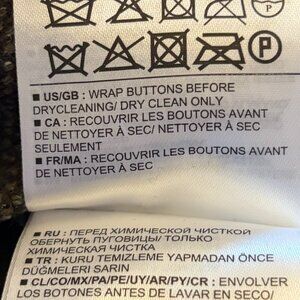 P
P
■ US/GB : WRAP BUTTONS BEFORE
DRYCLEANING/ DRY CLEAN ONLY
■ CA : RECOUVRIR LES BOUTONS AVANT
DE NETTOYER À SEC/ NETTOYER À SEC
SEULEMENT
■ FR/MA : RECOUVRIR LES BOUTONS AVANT
DE NETTOYER À SEC/ NETTOYER À SEC
■ RU : ПЕРЕД ХИМИЧЕСКОЙ ЧИСТКОЙ
ОБЕРНУТЬ ПУГОВИЦЫ/ ТОЛЬКО
ХИМИЧЕСКАЯ ЧИСТКА
■ TR : KURU TEMIZLEME YAPMADAN ÖNCE
DÜĞMELERI SARIN
■ CL/CO/MX/PA/PE/UY/AR/PY/CR : ENVOLVER
LOS BOTONES ANTES DE LAVAR EN SECO/